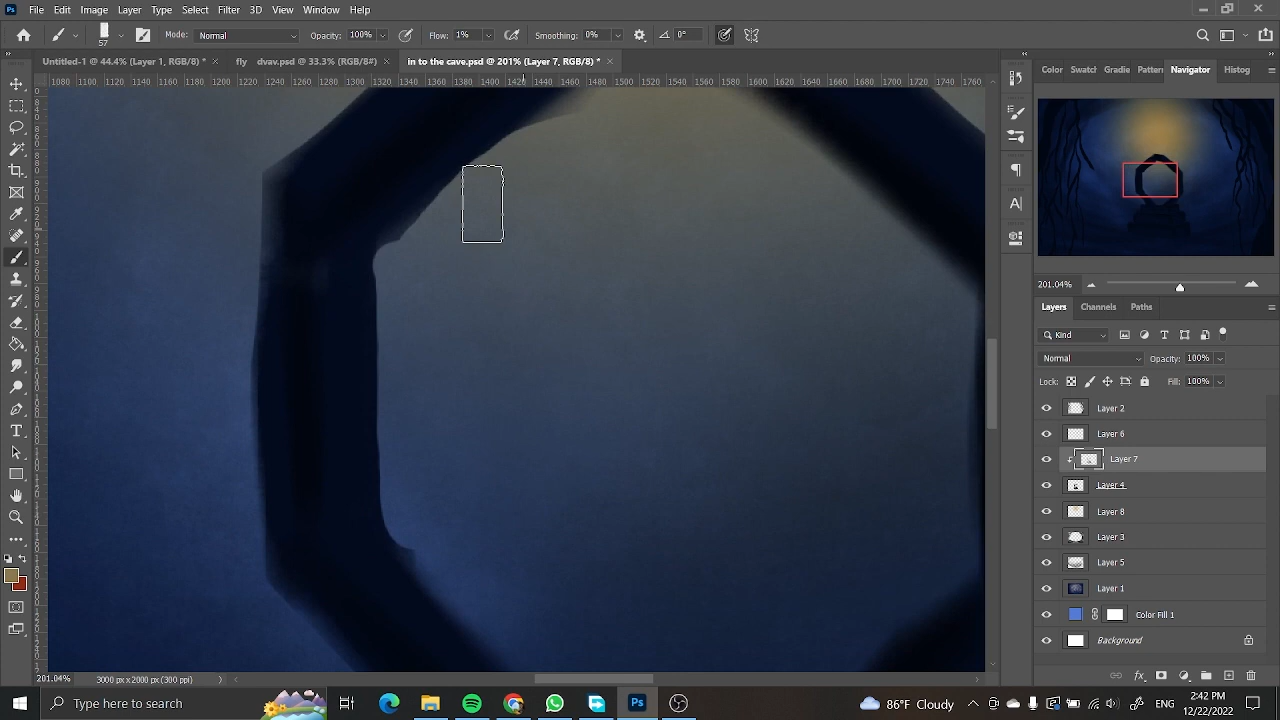 Ps File Edit Image Layer Type Select Filter 3D View Window Help
57 Mode: Normal Opacity: 100% Flow: 1% Smoothing: 0% 0°
Untitled-1 @ 44.4% (Layer 1, RGB/8) * × fly dvav.psd @ 33.3% (RGB/8#) × in to the cave.psd @ 201% (Layer 7, RGB/8) * ×
Color Swatch Gradie Pattern Navigator Histog
1080 1100 1120 1140 1160 1180 1200 1220 1240 1260 1280 1300 1320 1340 1360 1380 1400 1420 1440 1460 1480 1500 1520 1540 1560 1580 1600 1620 1640 1660 1680 1700 1720 1740 1760
201.04%
Layers Channels Paths
Kind
Normal Opacity: 100%
Lock: Fill: 100%
Layer 2
Layer 6
Layer 7
Layer 4
Layer 8
Layer 3
Layer 5
Layer 1
Color Fill 1
Background
201.04% 3000 px x 2000 px (300 ppi)
Type here to search
Ps
86°F Cloudy
ENG
2:42 PM
12/22/2022